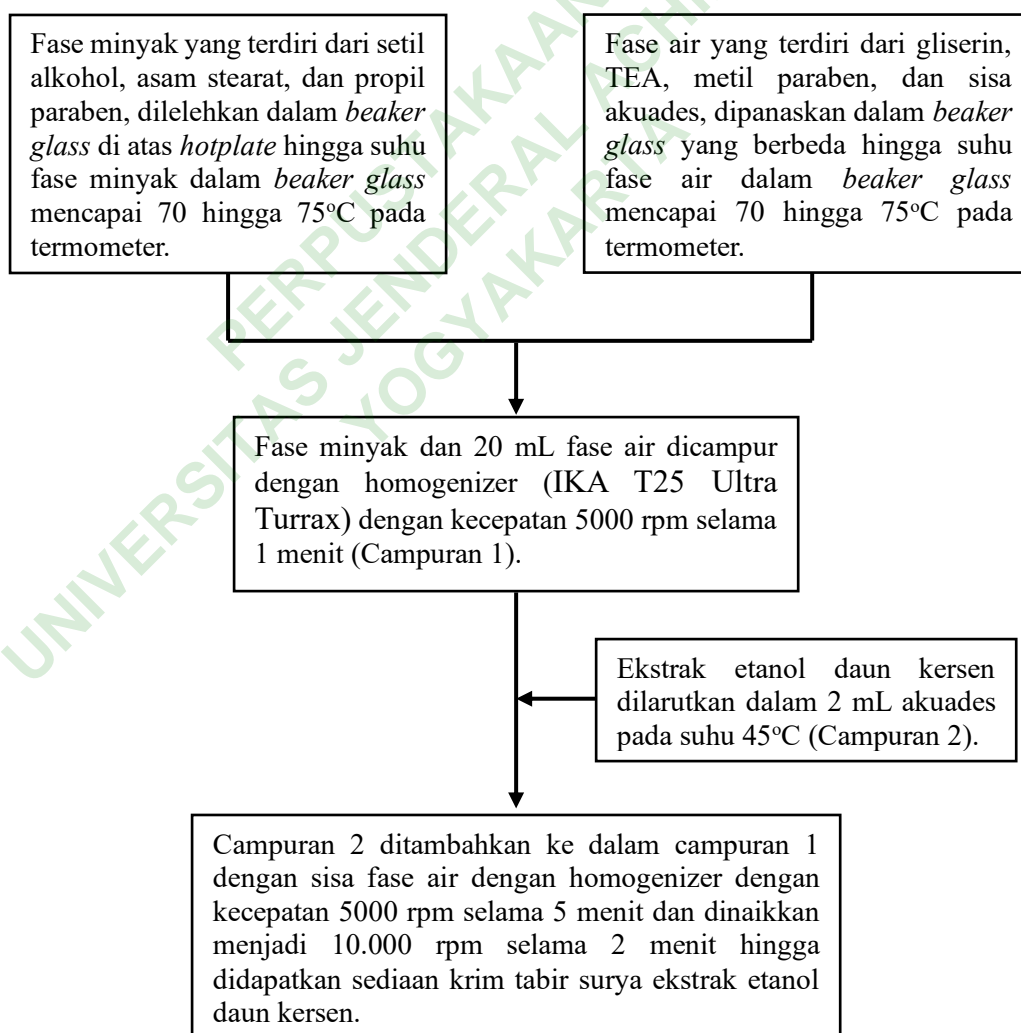 Fase minyak yang terdiri dari setil
alkohol, asam stearat, dan propil
paraben, dilelehkan dalam beaker
glass di atas hotplate hingga suhu
fase minyak dalam beaker glass
mencapai 70 hingga 75°C pada
termometer.
Fase air yang terdiri dari gliserin,
TEA, metil paraben, dan sisa
akuades, dipanaskan dalam beaker
glass yang berbeda hingga suhu
fase air dalam beaker glass
mencapai 70 hingga 75°C pada
termometer.
Fase minyak dan 20 mL fase air dicampur
dengan homogenizer (IKA T25 Ultra
Turrax) dengan kecepatan 5000 rpm selama
1 menit (Campuran 1).
Ekstrak etanol daun kersen
dilarutkan dalam 2 mL akuades
pada suhu 45°C (Campuran 2).
Campuran 2 ditambahkan ke dalam campuran 1
dengan sisa fase air dengan homogenizer dengan
kecepatan 5000 rpm selama 5 menit dan dinaikkan
menjadi 10.000 rpm selama 2 menit hingga
didapatkan sediaan krim tabir surya ekstrak etanol
daun kersen.
PERPUSTAKAAN
UNIVERSITAS JENDERAL ACH
YOGYAKARTA